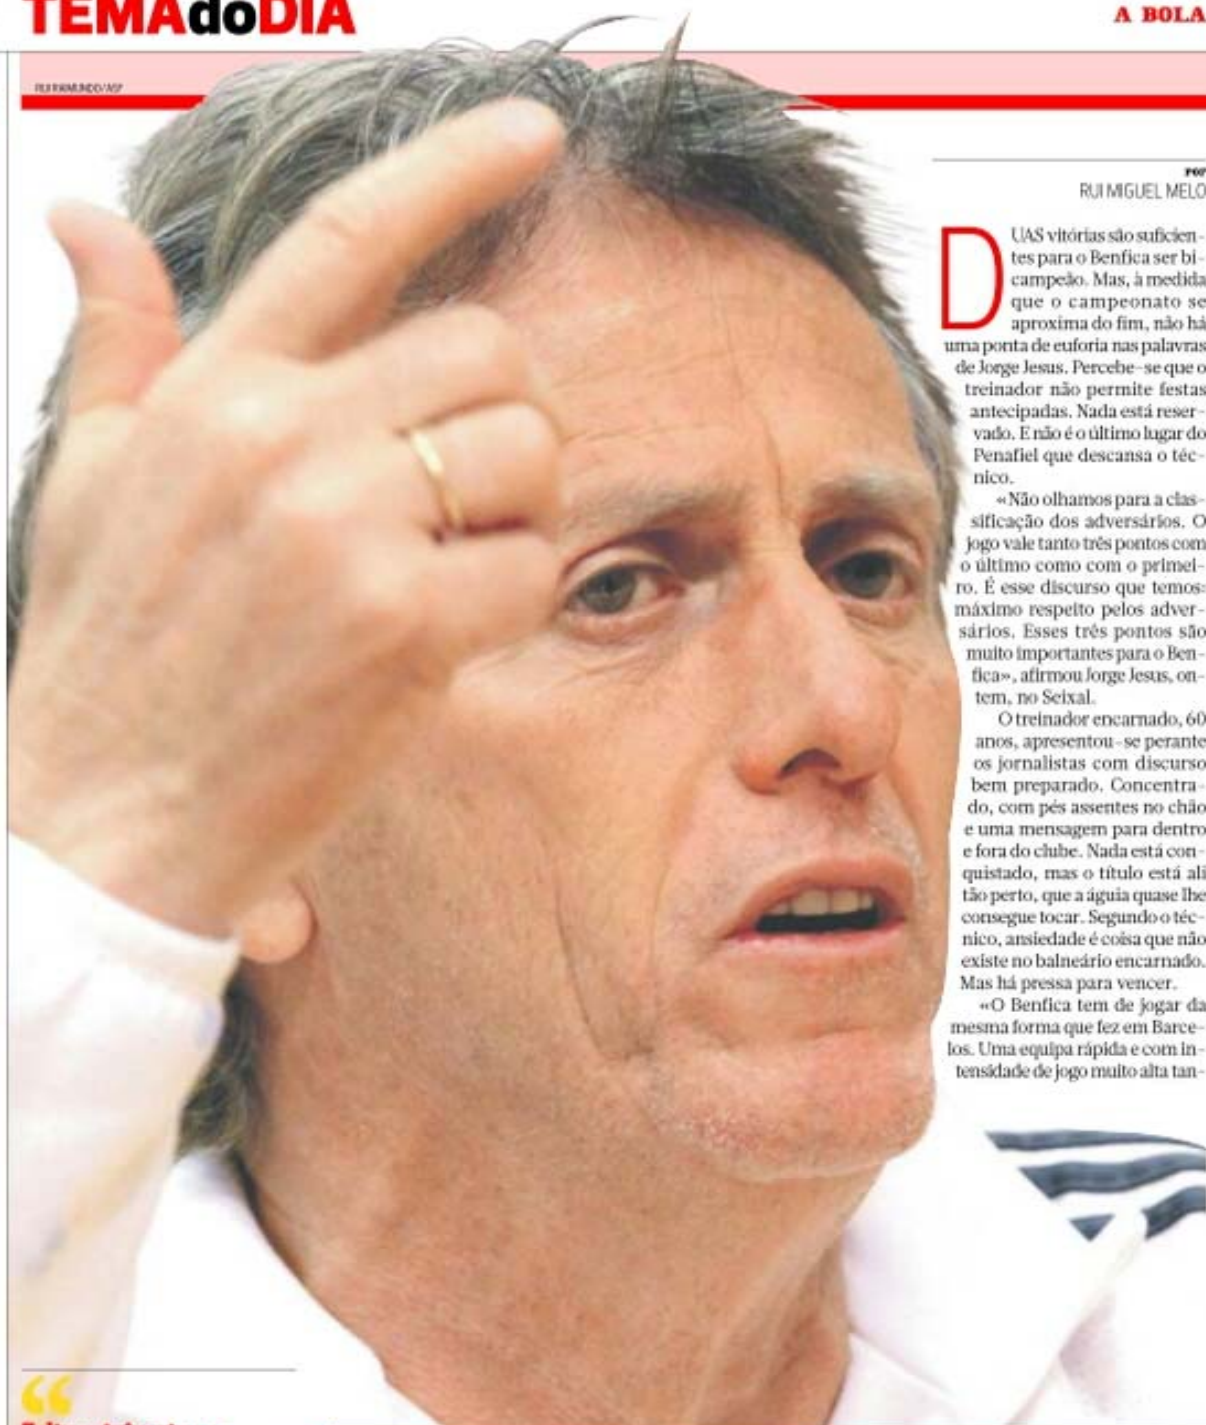 TEMAdoDIA
A BOLA
RUI RAIMUNDO/ASF
POR
RUI MIGUEL MELO
DUAS vitórias são suficien-
tes para o Benfica ser bi-
campeão. Mas, à medida
que o campeonato se
aproxima do fim, não há
uma ponta de euforia nas palavras
de Jorge Jesus. Percebe-se que o
treinador não permite festas
antecipadas. Nada está reser-
vado. E não é o último lugar do
Penafiel que descansa o téc-
nico.
«Não olhamos para a clas-
sificação dos adversários. O
jogo vale tanto três pontos com
o último como com o primei-
ro. É esse discurso que temos:
máximo respeito pelos adver-
sários. Esses três pontos são
muito importantes para o Ben-
fica», afirmou Jorge Jesus, on-
tem, no Seixal.
O treinador encarnado, 60
anos, apresentou-se perante
os jornalistas com discurso
bem preparado. Concentra-
do, com pés assentes no chão
e uma mensagem para dentro
e fora do clube. Nada está con-
quistado, mas o título está ali
tão perto, que a águia quase lhe
consegue tocar. Segundo o téc-
nico, ansiedade é coisa que não
existe no balneário encarnado.
Mas há pressa para vencer.
«O Benfica tem de jogar da
mesma forma que fez em Barce-
los. Uma equipa rápida e com in-
tensidade de jogo muito alta tan-